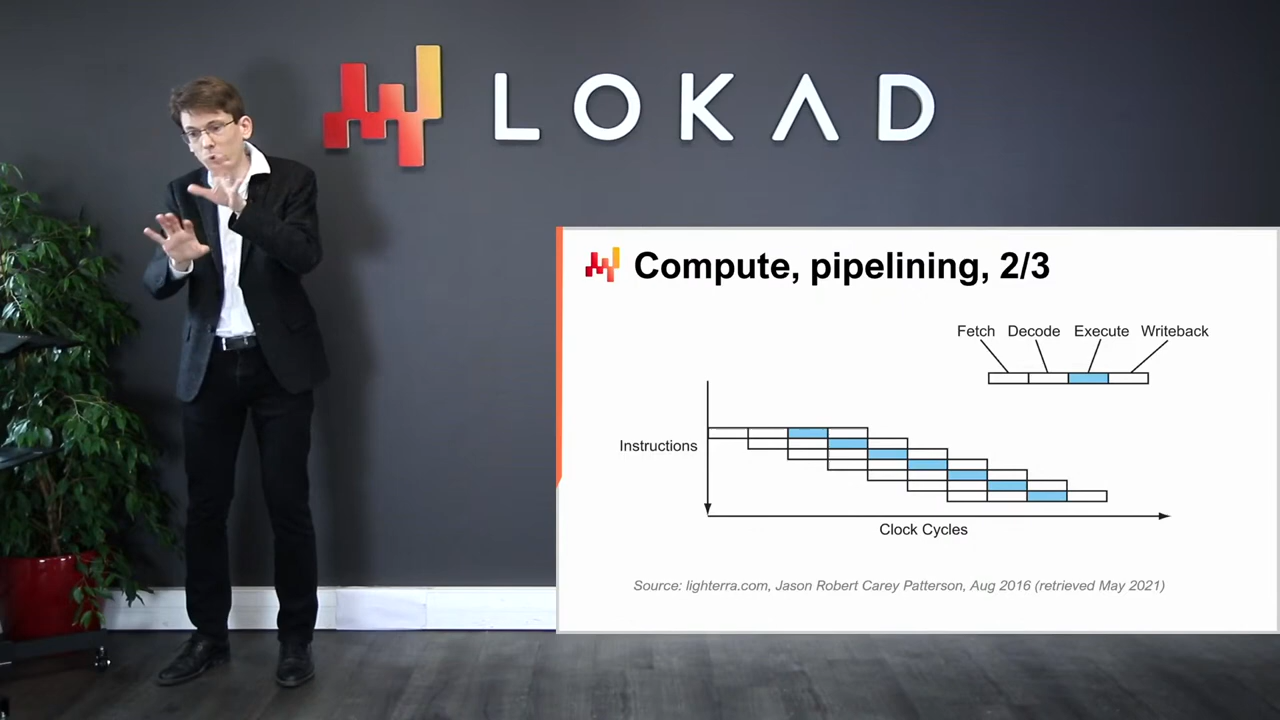 LOKAD
Compute, pipelining, 2/3
Fetch Decode Execute Writeback
Instructions
Clock Cycles
Source: lighterra.com, Jason Robert Carey Patterson, Aug 2016 (retrieved May 2021)